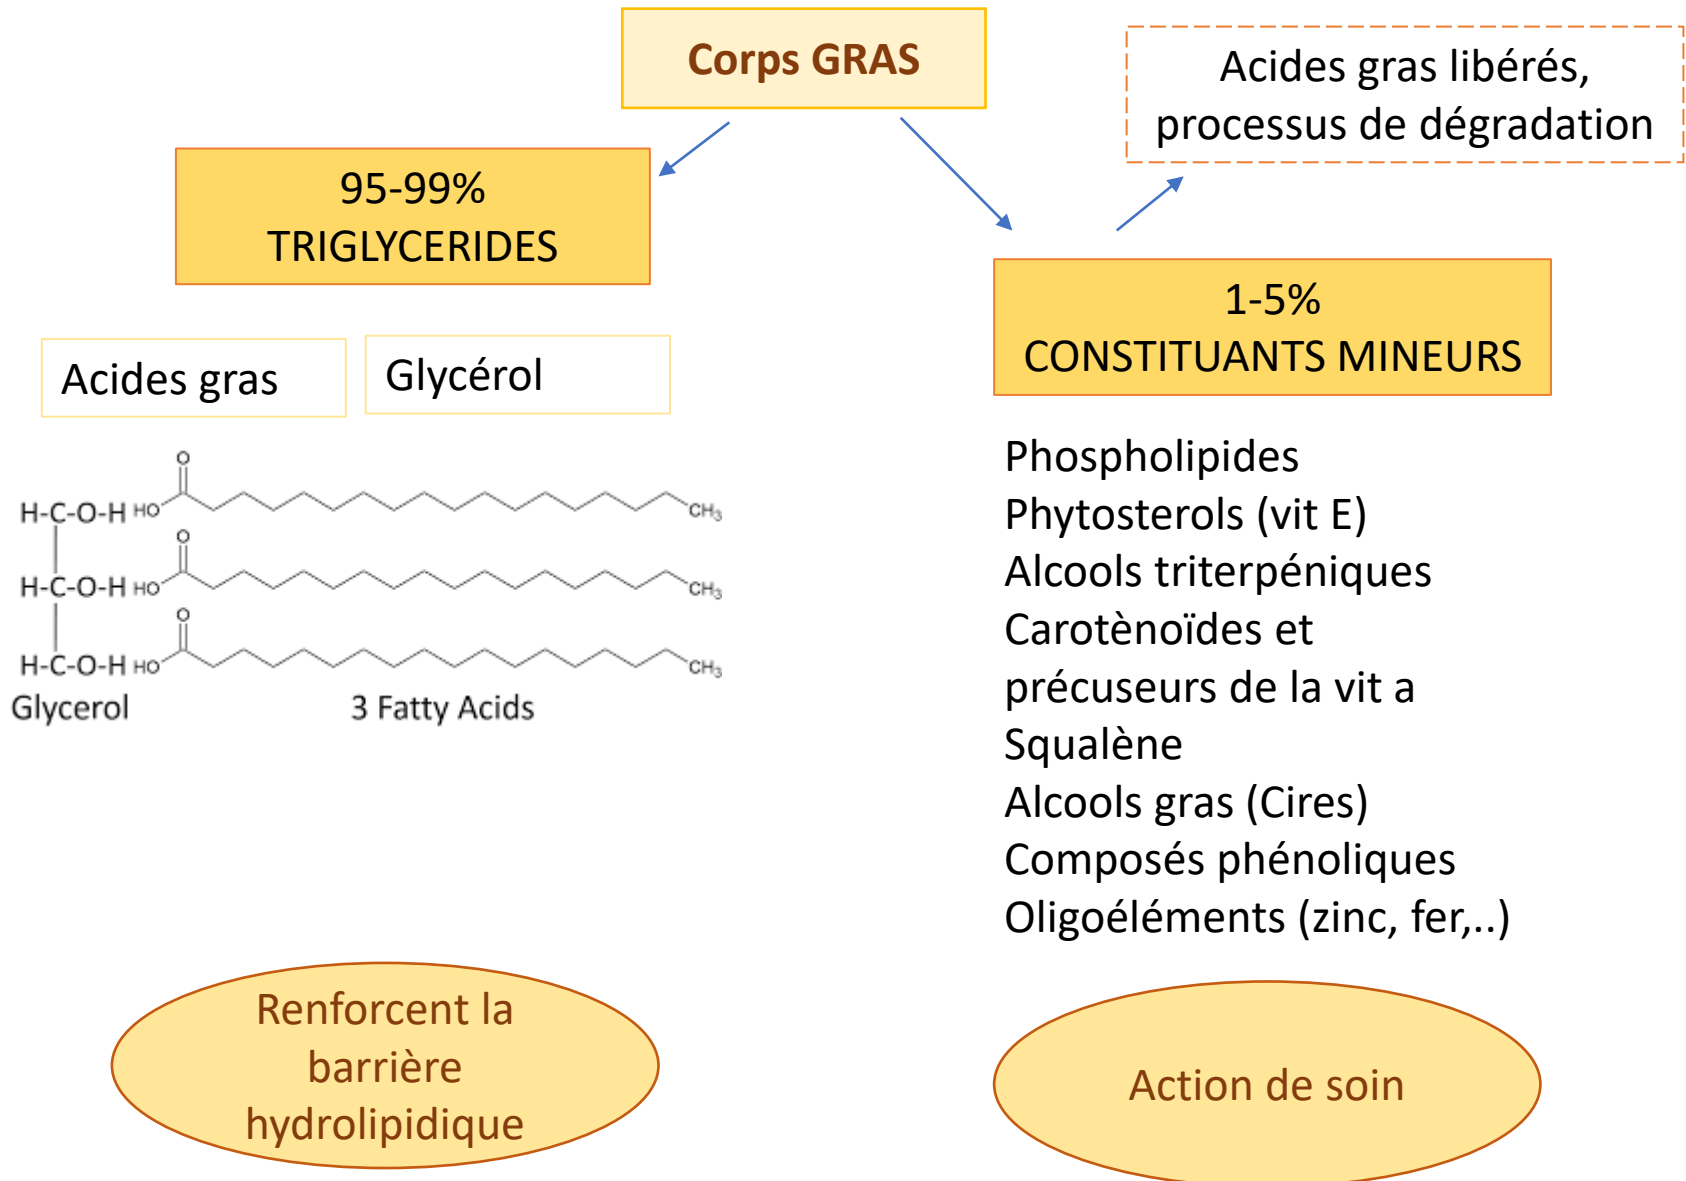 Corps GRAS
Acides gras libérés,
processus de dégradation
95-99%
TRIGLYCERIDES
1-5%
CONSTITUANTS MINEURS
Acides gras
Glycérol
O
H-C-O-H HO CH₃
O
H-C-O-H HO CH₃
O
H-C-O-H HO CH₃
Glycerol
3 Fatty Acids
Phospholipides
Phytosterols (vit E)
Alcools triterpéniques
Carotènoïdes et
précuseurs de la vit a
Squalène
Alcools gras (Cires)
Composés phénoliques
Oligoéléments (zinc, fer,..)
Renforcent la
barrière
hydrolipidique
Action de soin